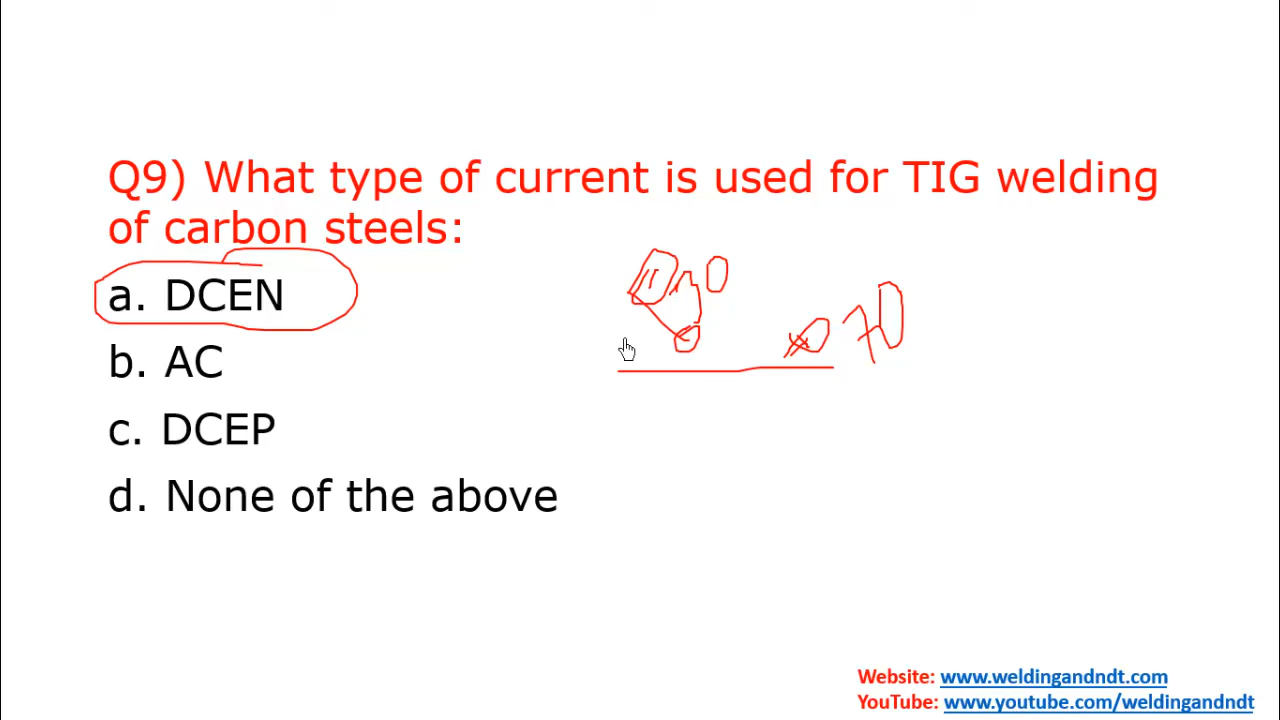 Q9) What type of current is used for TIG welding
of carbon steels:
a. DCEN
b. AC
c. DCEP
d. None of the above
70
Website: www.weldingandndt.com
YouTube: www.youtube.com/weldingandndt